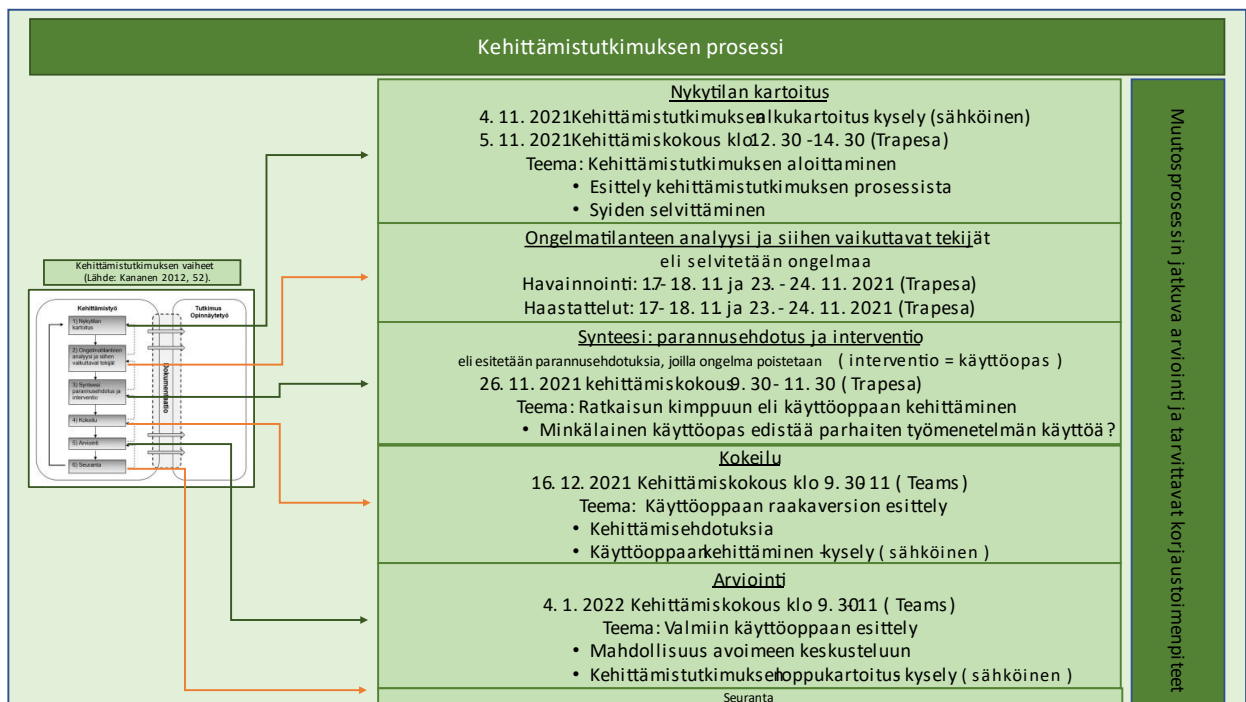 Kehittämistutkimuksen prosessi
Nykytilan kartoitus
4. 11. 2021Kehittämistutkimuksen alkukartoitus kysely (sähköinen)
5. 11. 2021Kehittämiskokous klo 12. 30 -14. 30 (Trapesa)
Teema: Kehittämistutkimuksen aloittaminen
• Esittely kehittämistutkimuksen prosessista
• Syiden selvittäminen
Ongelmatilanteen analyysi ja siihen vaikuttavat tekijät
eli selvitetään ongelmaa
Havainnointi: 17.- 18. 11. ja 23. - 24. 11. 2021 (Trapesa)
Haastattelut: 17- 18. 11. ja 23. - 24. 11. 2021 (Trapesa)
Synteesi: parannusehdotus ja interventio
eli esitetään parannusehdotuksia, joilla ongelma poistetaan ( interventio = käyttöopas )
26. 11. 2021 kehittämiskokous 9. 30 - 11. 30 ( Trapesa)
Teema: Ratkaisun kimppuun eli käyttöoppaan kehittäminen
• Minkälainen käyttöopas edistää parhaiten työmenetelmän käyttöä ?
Kokeilu
16. 12. 2021 Kehittämiskokous klo 9. 30- 11 ( Teams)
Teema: Käyttöoppaan raakaversion esittely
• Kehittämisehdotuksia
• Käyttöoppaan kehittäminen -kysely ( sähköinen )
Arviointi
4. 1. 2022 Kehittämiskokous klo 9. 30-11 ( Teams)
Teema: Valmiin käyttöoppaan esittely
• Mahdollisuus avoimeen keskusteluun
• Kehittämistutkimuksen loppukartoitus kysely ( sähköinen )
Seuranta
Muutosprosessin jatkuva arviointi ja tarvittavat korjaustoimenpiteet
Kehittämistutkimuksen vaiheet
(Lähde: Kananen 2012, 52).
Kehittämistyö
Tutkimus
Opinnäytetyö
1) Nykytilan
kartoitus
2) Ongelmatilanteen
analyysi ja siihen
vaikuttavat tekijät
3) Synteesi
parannusehdotus ja
interventio
4) Kokeilu
5) Arviointi
6) Seuranta
Dokumentaatio